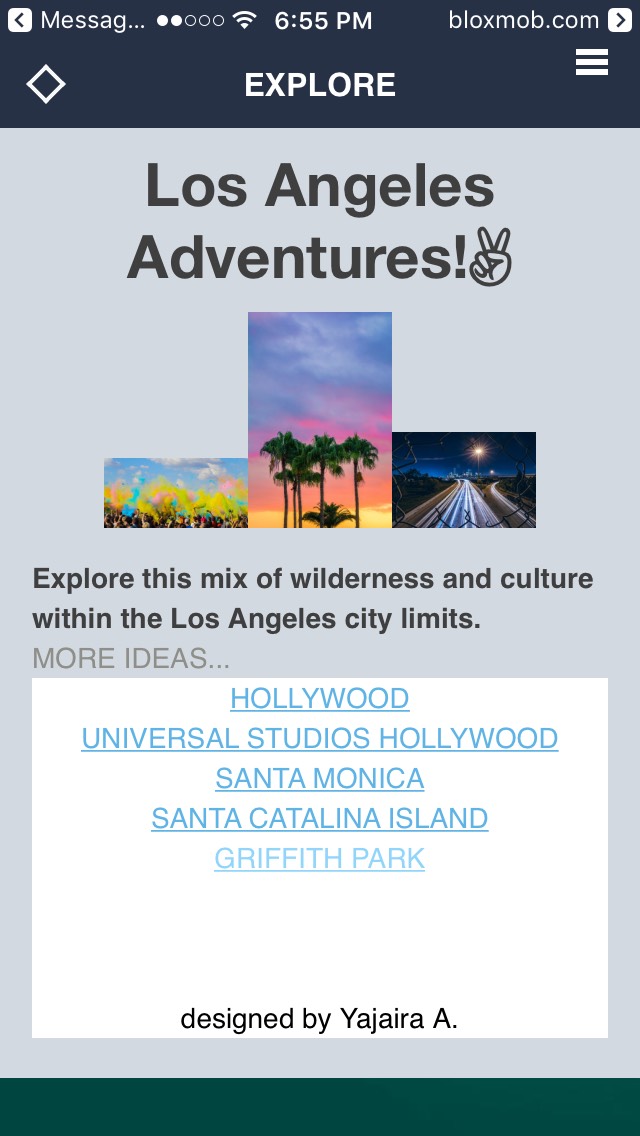 Messag... 6:55 PM bloxmob.com
EXPLORE
Los Angeles
Adventures!✌
Explore this mix of wilderness and culture
within the Los Angeles city limits.
MORE IDEAS...
HOLLYWOOD
UNIVERSAL STUDIOS HOLLYWOOD
SANTA MONICA
SANTA CATALINA ISLAND
GRIFFITH PARK
designed by Yajaira A.